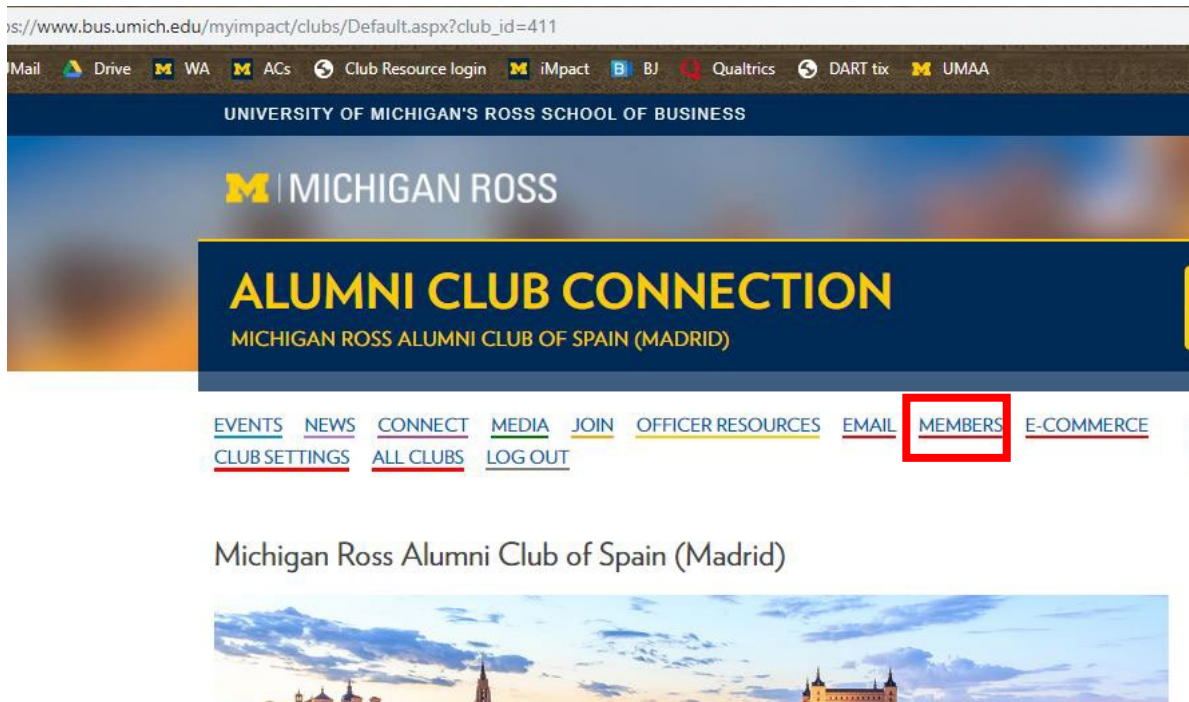 ps://www.bus.umich.edu/myimpact/clubs/Default.aspx?club_id=411
Mail Drive M WA M ACs Club Resource login M iMpact B BJ Qualtrics DART tix M UMAA
UNIVERSITY OF MICHIGAN'S ROSS SCHOOL OF BUSINESS
M | MICHIGAN ROSS
ALUMNI CLUB CONNECTION
MICHIGAN ROSS ALUMNI CLUB OF SPAIN (MADRID)
EVENTS NEWS CONNECT MEDIA JOIN OFFICER RESOURCES EMAIL MEMBERS E-COMMERCE
CLUB SETTINGS ALL CLUBS LOG OUT
Michigan Ross Alumni Club of Spain (Madrid)